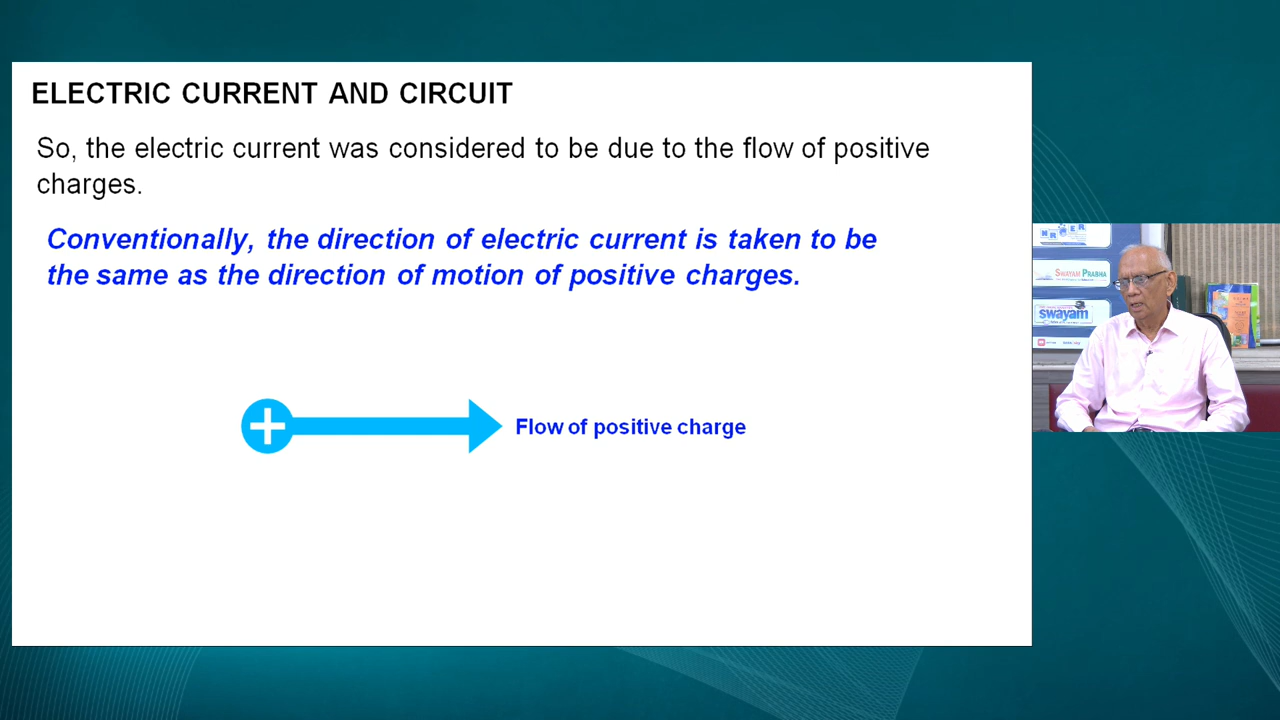 ELECTRIC CURRENT AND CIRCUIT
So, the electric current was considered to be due to the flow of positive
charges.
Conventionally, the direction of electric current is taken to be
the same as the direction of motion of positive charges.
+
Flow of positive charge
SWAYAM PRABHA
swayam